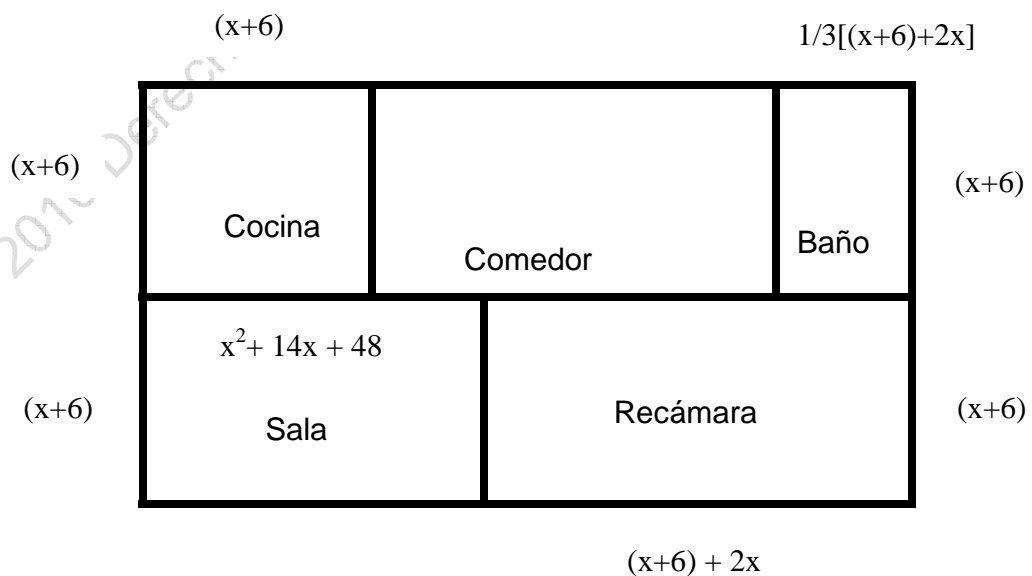 (x+6)
1/3[(x+6)+2x]
(x+6)
(x+6)
Cocina
Comedor
Baño
x²+ 14x + 48
(x+6)
Sala
Recámara
(x+6)
(x+6) + 2x